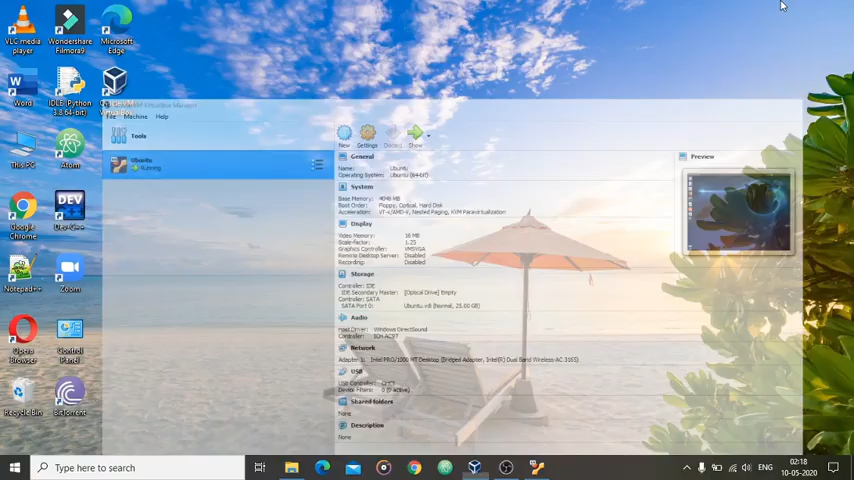 VLC media
player
Wondershare
Filmora9
Microsoft
Edge
Word
IDLE (Python
3.8 64-bit)
This PC
Atom
Google
Chrome
DEV
Dev-C++
Notepad++
Zoom
Opera
Browser
Control
Panel
Recycle Bin
BitTorrent
Machine Help
Tools
Ubuntu
Running
New Settings Discard Show
General
Name: Ubuntu
Operating System: Ubuntu (64-bit)
System
Base Memory: 4046 MB
Boot Order: Floppy, Optical, Hard Disk
Acceleration: VT-x/AMD-V, Nested Paging, KVM Paravirtualization
Display
Video Memory: 16 MB
Scale-factor: 1.25
Graphics Controller: VMSVGA
Remote Desktop Server: Disabled
Recording: Disabled
Storage
Controller: IDE
IDE Secondary Master: [Optical Drive] Empty
Controller: SATA
SATA Port 0: Ubuntu.vdi (Normal, 25.00 GB)
Audio
Host Driver: Windows DirectSound
Controller: ICH AC97
Network
Adapter 1: Intel PRO/1000 MT Desktop (Bridged Adapter, Intel(R) Dual Band Wireless-AC 3165)
USB
USB Controller: OHCI
Device Filters: 0 (0 active)
Shared folders
None
Description
None
Preview
Type here to search
ENG
02:18
10-05-2020